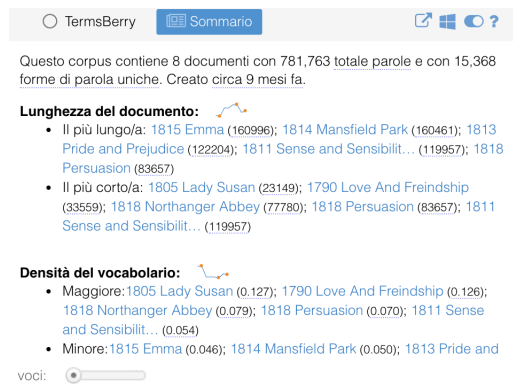 TermsBerry Sommario ?
Questo corpus contiene 8 documenti con 781,763 totale parole e con 15,368
forme di parola uniche. Creato circa 9 mesi fa.
Lunghezza del documento:
• Il più lungo/a: 1815 Emma (160996); 1814 Mansfield Park (160461); 1813
Pride and Prejudice (122204); 1811 Sense and Sensibilit… (119957); 1818
Persuasion (83657)
• Il più corto/a: 1805 Lady Susan (23149); 1790 Love And Freindship
(33559); 1818 Northanger Abbey (77780); 1818 Persuasion (83657); 1811
Sense and Sensibilit… (119957)
Densità del vocabolario:
• Maggiore:1805 Lady Susan (0.127); 1790 Love And Freindship (0.126);
1818 Northanger Abbey (0.079); 1818 Persuasion (0.070); 1811 Sense
and Sensibilit… (0.054)
• Minore:1815 Emma (0.046); 1814 Mansfield Park (0.050); 1813 Pride and
voci: